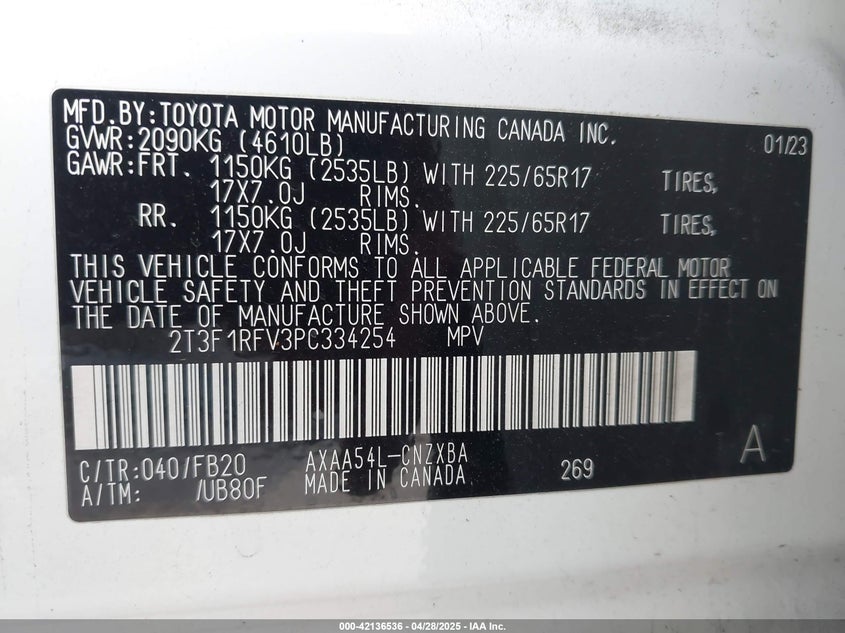 MFD.BY:TOYOTA MOTOR MANUFACTURING CANADA INC. 01/23
GVWR:2090KG (4610LB)
GAWR:FRT. 1150KG (2535LB) WITH 225/65R17 TIRES,
17X7.0J RIMS.
RR. 1150KG (2535LB) WITH 225/65R17 TIRES,
17X7.0J RIMS.
THIS VEHICLE CONFORMS TO ALL APPLICABLE FEDERAL MOTOR
VEHICLE SAFETY AND THEFT PREVENTION STANDARDS IN EFFECT ON
THE DATE OF MANUFACTURE SHOWN ABOVE.
2T3F1RFV3PC334254 MPV
C/TR:040/FB20 AXAA54L-CNZXBA 269 A
A/TM: /UB80F MADE IN CANADA
000-42136536 - 04/28/2025 - IAA Inc.